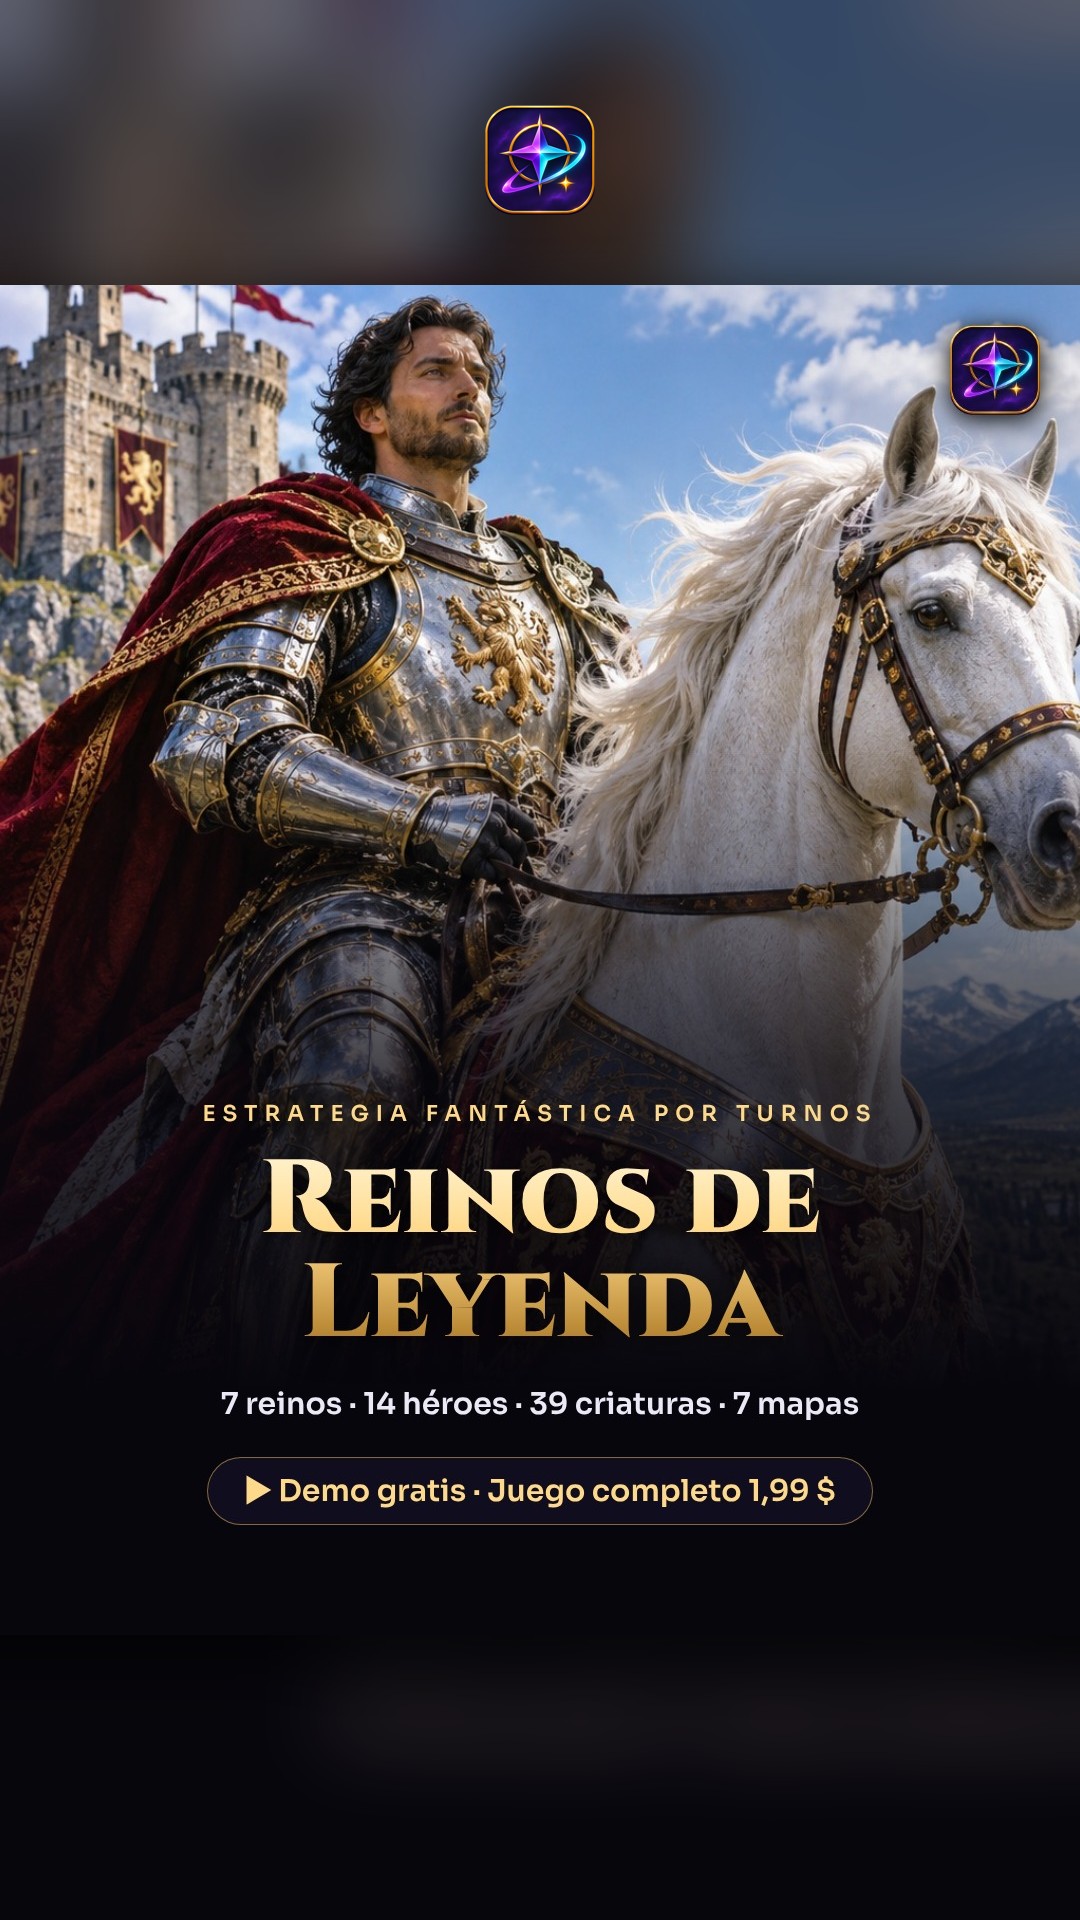 ESTRATEGIA FANTÁSTICA POR TURNOS
REINOS DE
LEYENDA
7 reinos · 14 héroes · 39 criaturas · 7 mapas
▶ Demo gratis · Juego completo 1,99 $